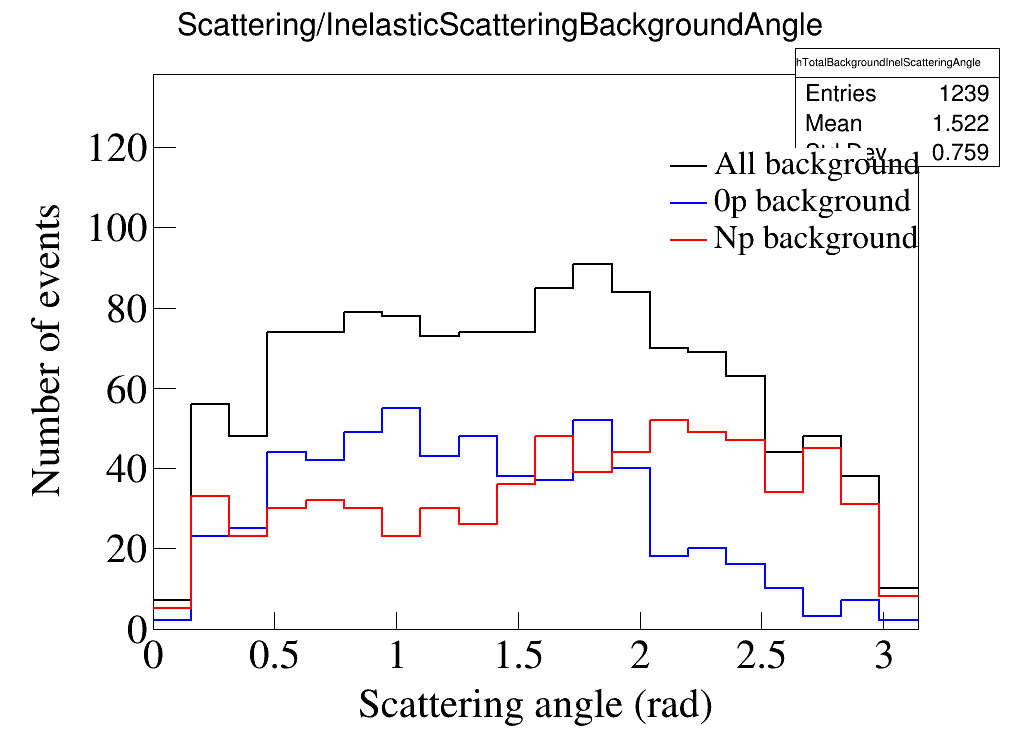 Scattering/InelasticScatteringBackgroundAngle
hTotalBackgroundInelScatteringAngle
Entries 1239
Mean 1.522
Std Dev 0.759
All background
0p background
Np background
120
100
80
60
40
20
0
Number of events
0 0.5 1 1.5 2 2.5 3
Scattering angle (rad)